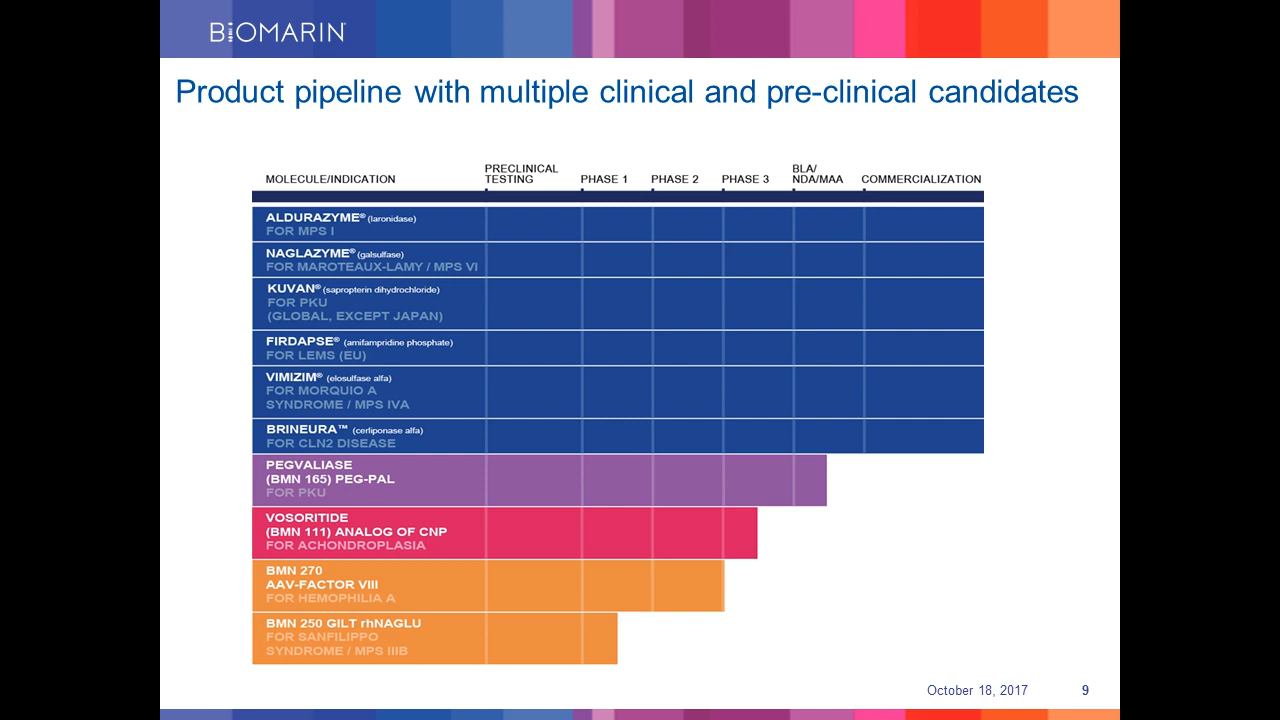 BIOMARIN
Product pipeline with multiple clinical and pre-clinical candidates
MOLECULE/INDICATION
PRECLINICAL
TESTING
PHASE 1
PHASE 2
PHASE 3
BLA/
NDA/MAA
COMMERCIALIZATION
ALDURAZYME® (laronidase)
FOR MPS I
NAGLAZYME® (galsulfase)
FOR MAROTEAUX-LAMY / MPS VI
KUVAN® (sapropterin dihydrochloride)
FOR PKU
(GLOBAL, EXCEPT JAPAN)
FIRDAPSE® (amifampridine phosphate)
FOR LEMS (EU)
VIMIZIM® (elosulfase alfa)
FOR MORQUIO A
SYNDROME / MPS IVA
BRINEURA™ (cerliponase alfa)
FOR CLN2 DISEASE
PEGVALIASE
(BMN 165) PEG-PAL
FOR PKU
VOSORITIDE
(BMN 111) ANALOG OF CNP
FOR ACHONDROPLASIA
BMN 270
AAV-FACTOR VIII
FOR HEMOPHILIA A
BMN 250 GILT rhNAGLU
FOR SANFILIPPO
SYNDROME / MPS IIIB
October 18, 2017
9